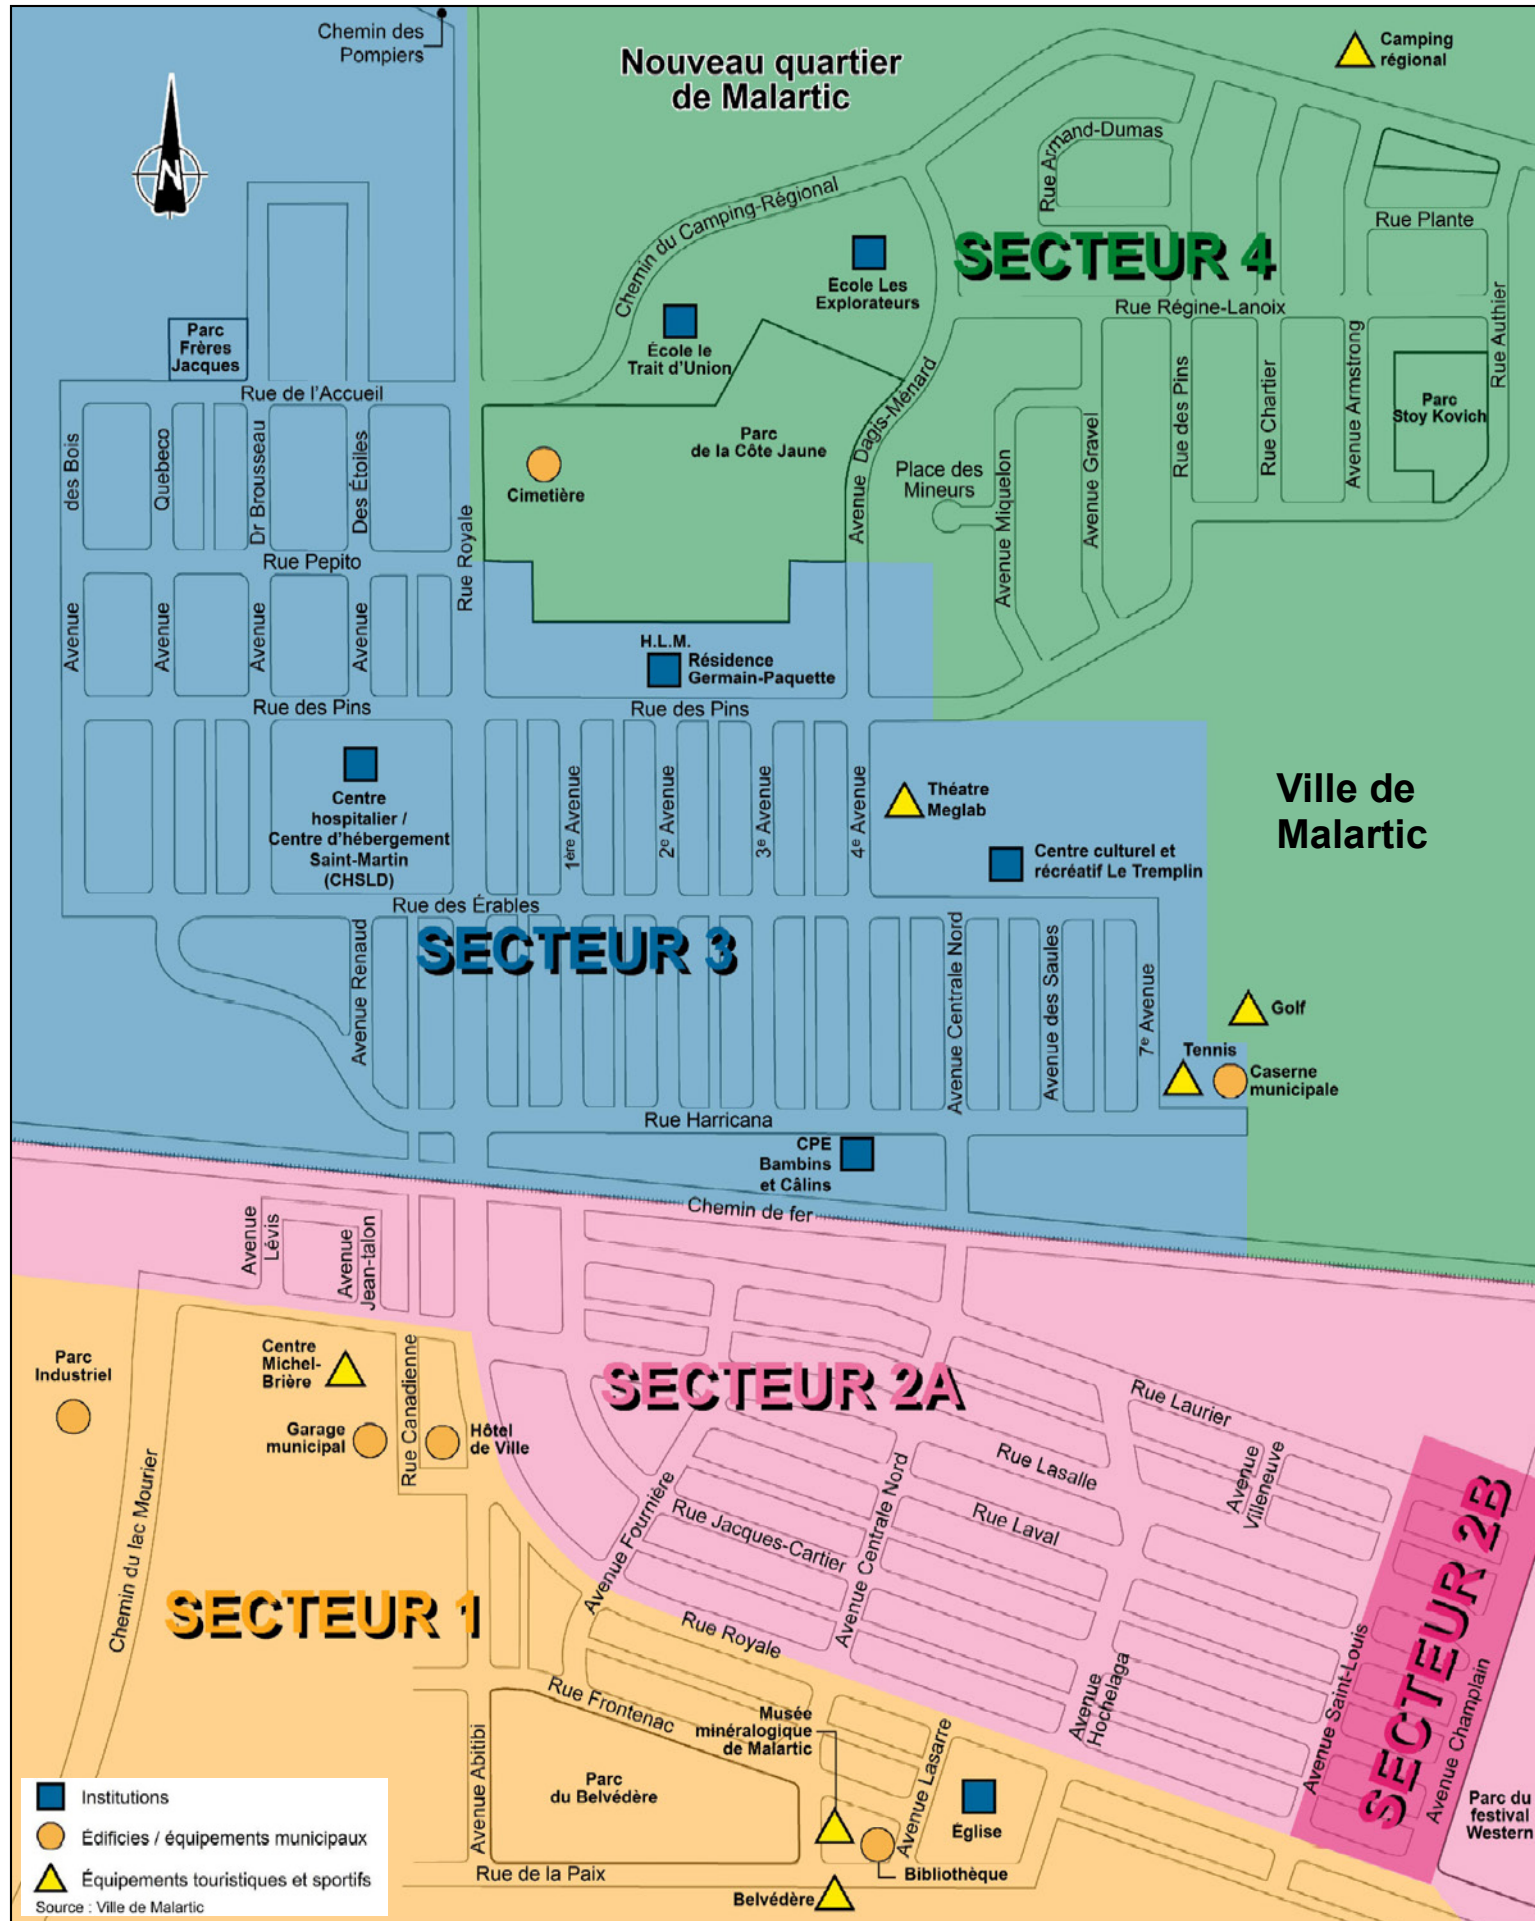 Chemin des
Pompiers
Nouveau quartier
de Malartic
Camping
régional
N
Rue Armand-Dumas
Chemin du Camping-Régional
Rue Plante
SECTEUR 4
Ecole Les
Explorateurs
Rue Régine-Lanoix
École le
Trait d'Union
Parc
Frères
Jacques
Rue de l'Accueil
Rue Authier
Avenue Dagis-Ménard
Parc
de la Côte Jaune
Cimetière
Place des
Mineurs
Avenue Miquelon
Avenue Gravel
Rue des Pins
Rue Chartier
Avenue Armstrong
Parc
Stoy Kovich
des Bois
Quebeco
Dr Brousseau
Des Étoiles
Rue Royale
Rue Pepito
Avenue
Avenue
Avenue
Avenue
H.L.M.
Résidence
Germain-Paquette
Rue des Pins
Rue des Pins
Centre
hospitalier /
Centre d'hébergement
Saint-Martin
(CHSLD)
1ère Avenue
2e Avenue
3e Avenue
4e Avenue
Théatre
Meglab
Ville de
Malartic
Centre culturel et
récréatif Le Tremplin
Rue des Érables
SECTEUR 3
Avenue Renaud
Avenue Centrale Nord
Avenue des Saules
7e Avenue
Golf
Tennis
Caserne
municipale
Rue Harricana
CPE
Bambins
et Câlins
Chemin de fer
Avenue
Lévis
Avenue
Jean-talon
Parc
Industriel
Centre
Michel-
Brière
Rue Canadienne
Garage
municipal
Hôtel
de Ville
SECTEUR 2A
Rue Laurier
Rue Lasalle
Avenue
Villeneuve
Rue Laval
Rue Jacques-Cartier
Avenue Fournière
Avenue Centrale Nord
Chemin du lac Mourier
SECTEUR 1
Rue Royale
Avenue
Hochelaga
Avenue Saint-Louis
SECTEUR 2B
Avenue Champlain
Rue Frontenac
Musée
minéralogique
de Malartic
Avenue Abitibi
Parc
du Belvédère
Avenue Lasarre
Église
Parc du
festival
Western
Bibliothèque
Rue de la Paix
Belvédère
Institutions
Édificies / équipements municipaux
Équipements touristiques et sportifs
Source : Ville de Malartic